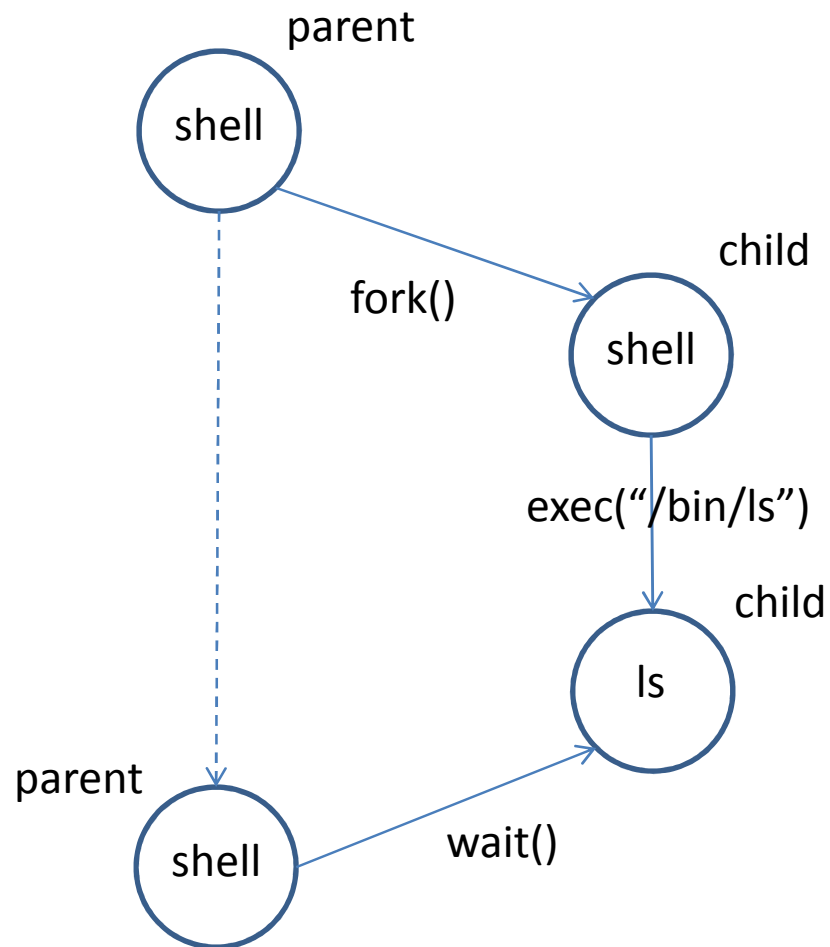 parent
shell
child
fork()
shell
exec(“/bin/ls”)
child
ls
parent
wait()
shell